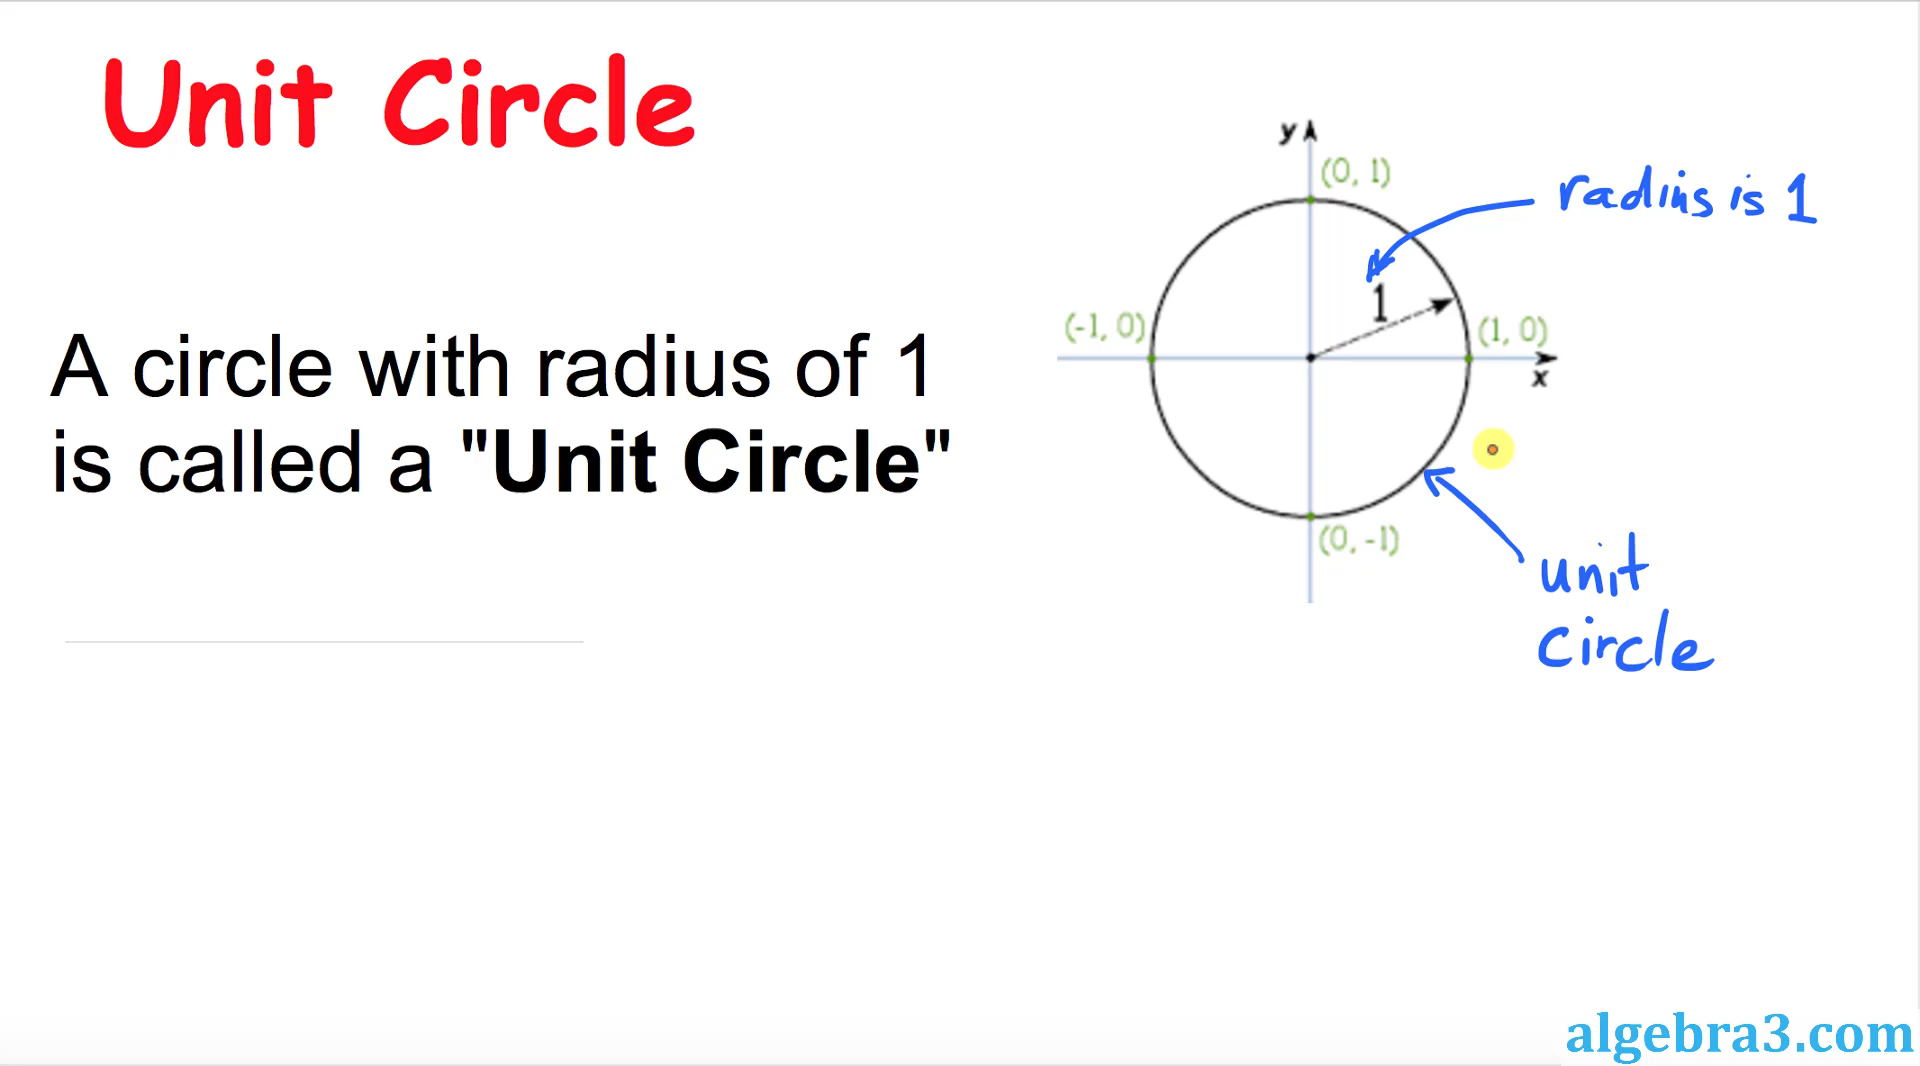 Unit Circle
A circle with radius of 1
is called a "Unit Circle"
y
(0, 1)
radius is 1
1
(-1, 0)
(1, 0)
x
(0, -1)
unit
circle
algebra3.com